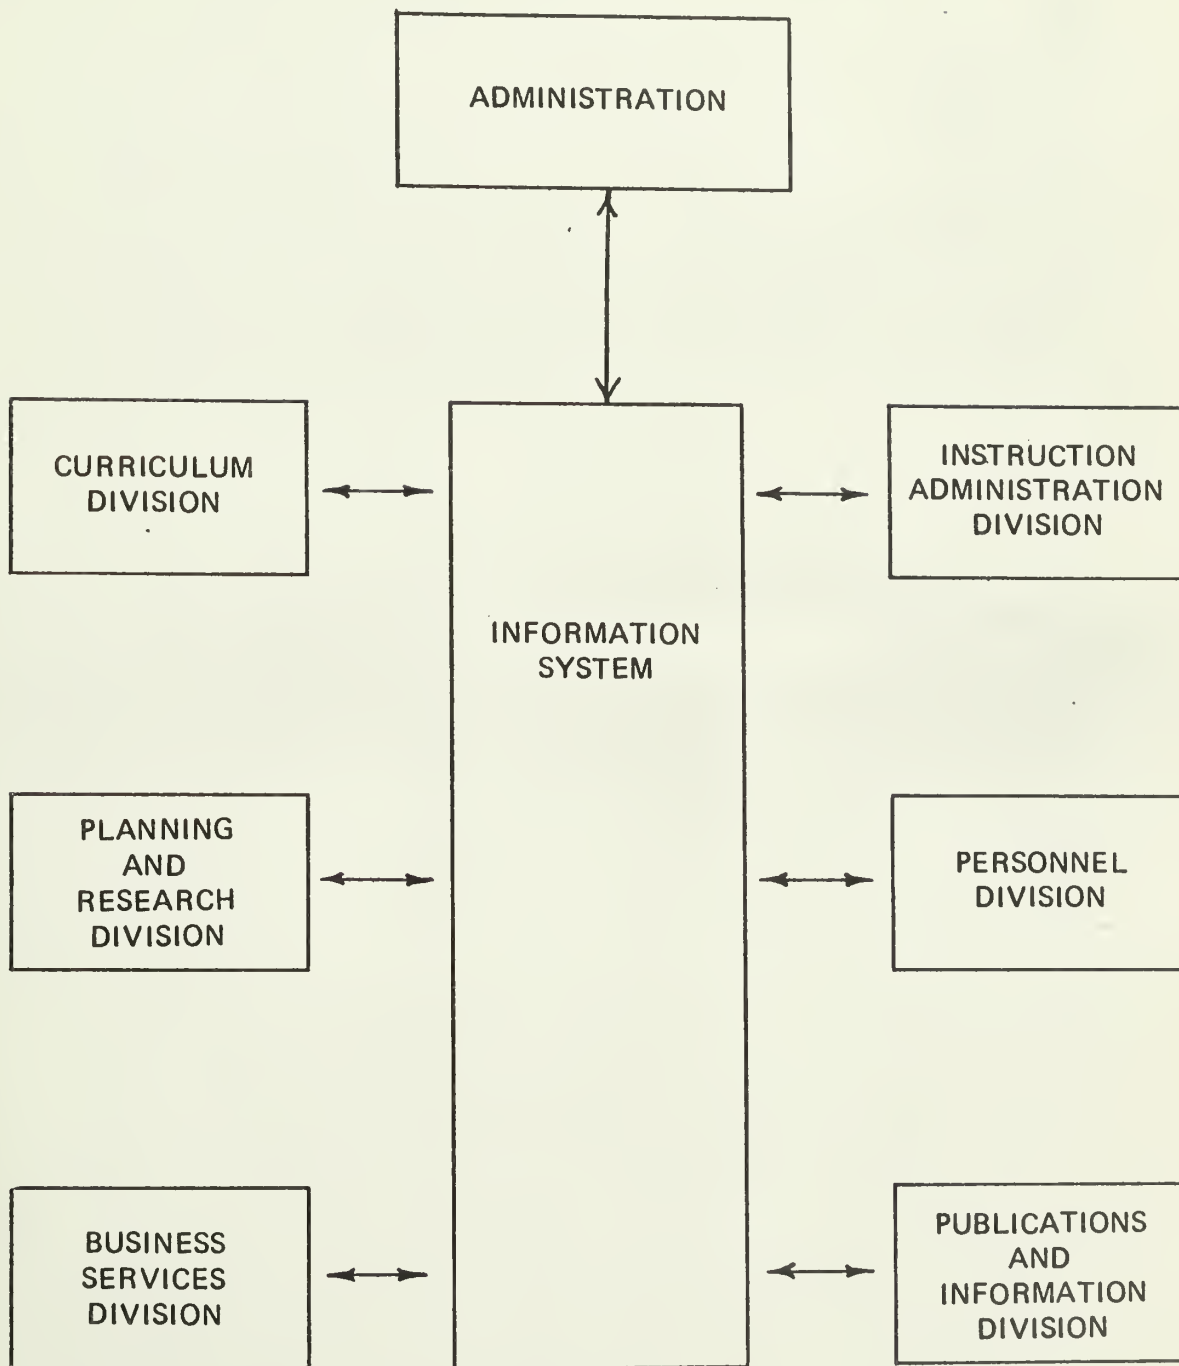 ADMINISTRATION
CURRICULUM
DIVISION
INSTRUCTION
ADMINISTRATION
DIVISION
INFORMATION
SYSTEM
PLANNING
AND
RESEARCH
DIVISION
PERSONNEL
DIVISION
BUSINESS
SERVICES
DIVISION
PUBLICATIONS
AND
INFORMATION
DIVISION